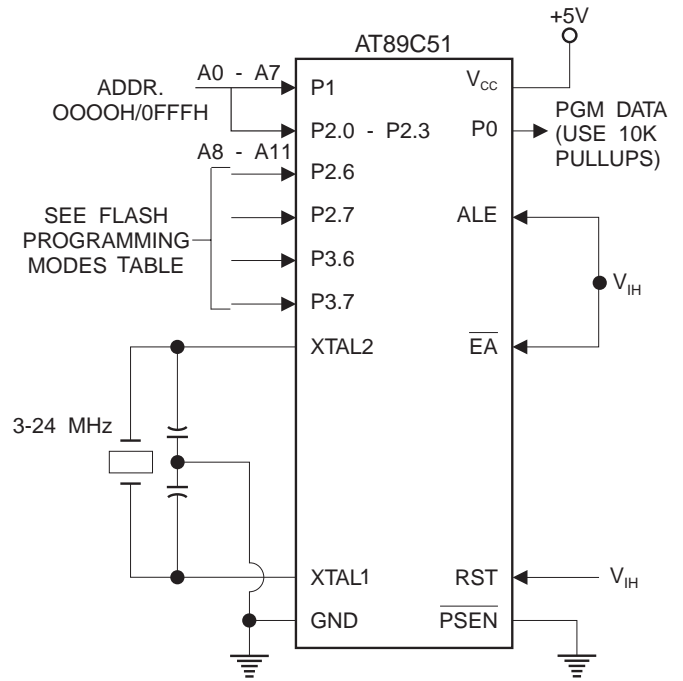 +5V
AT89C51
ADDR.
OOOOH/0FFFH
A0 - A7
P1
VCC
P2.0 - P2.3
P0
PGM DATA
(USE 10K
PULLUPS)
A8 - A11
P2.6
SEE FLASH
PROGRAMMING
MODES TABLE
P2.7
ALE
P3.6
VIH
P3.7
XTAL2
EA
3-24 MHz
XTAL1
RST
VIH
GND
PSEN